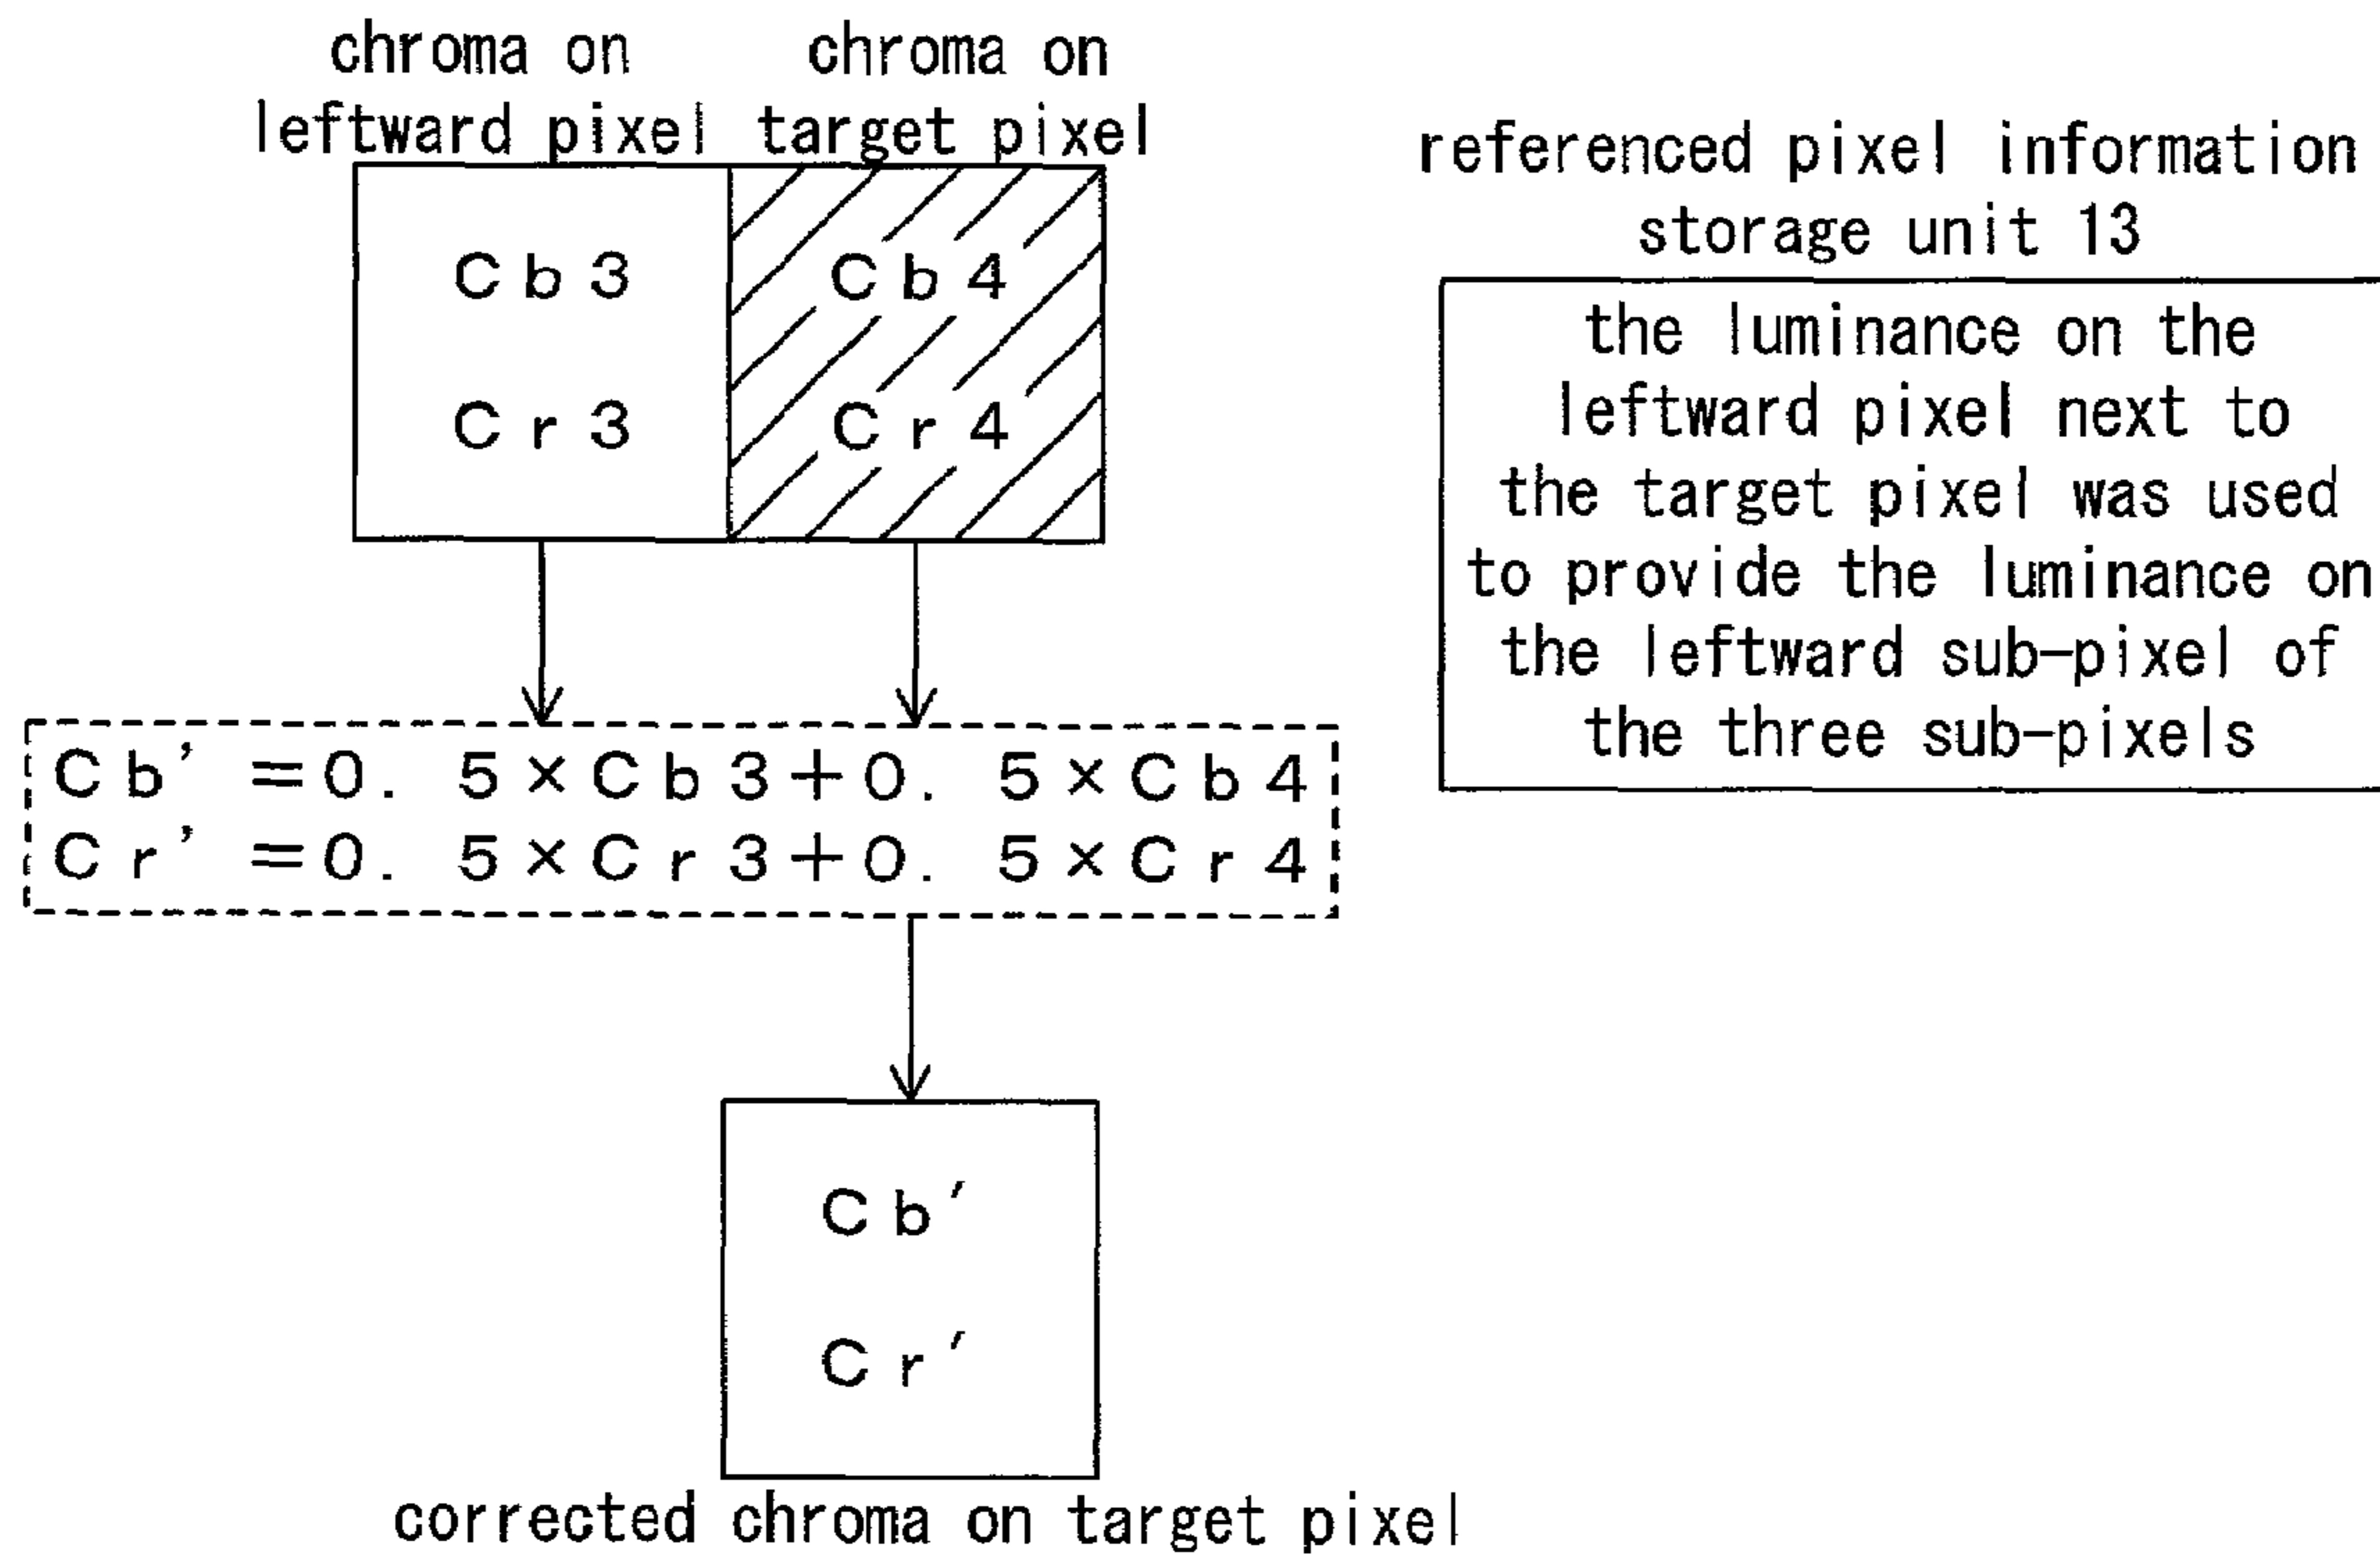 chroma on
leftward pixel
chroma on
target pixel
Cb3
Cr3
Cb4
Cr4
Cb' =0. 5×Cb3+0. 5×Cb4
Cr' =0. 5×Cr3+0. 5×Cr4
Cb'
Cr'
corrected chroma on target pixel
referenced pixel information
storage unit 13
the luminance on the
leftward pixel next to
the target pixel was used
to provide the luminance on
the leftward sub-pixel of
the three sub-pixels